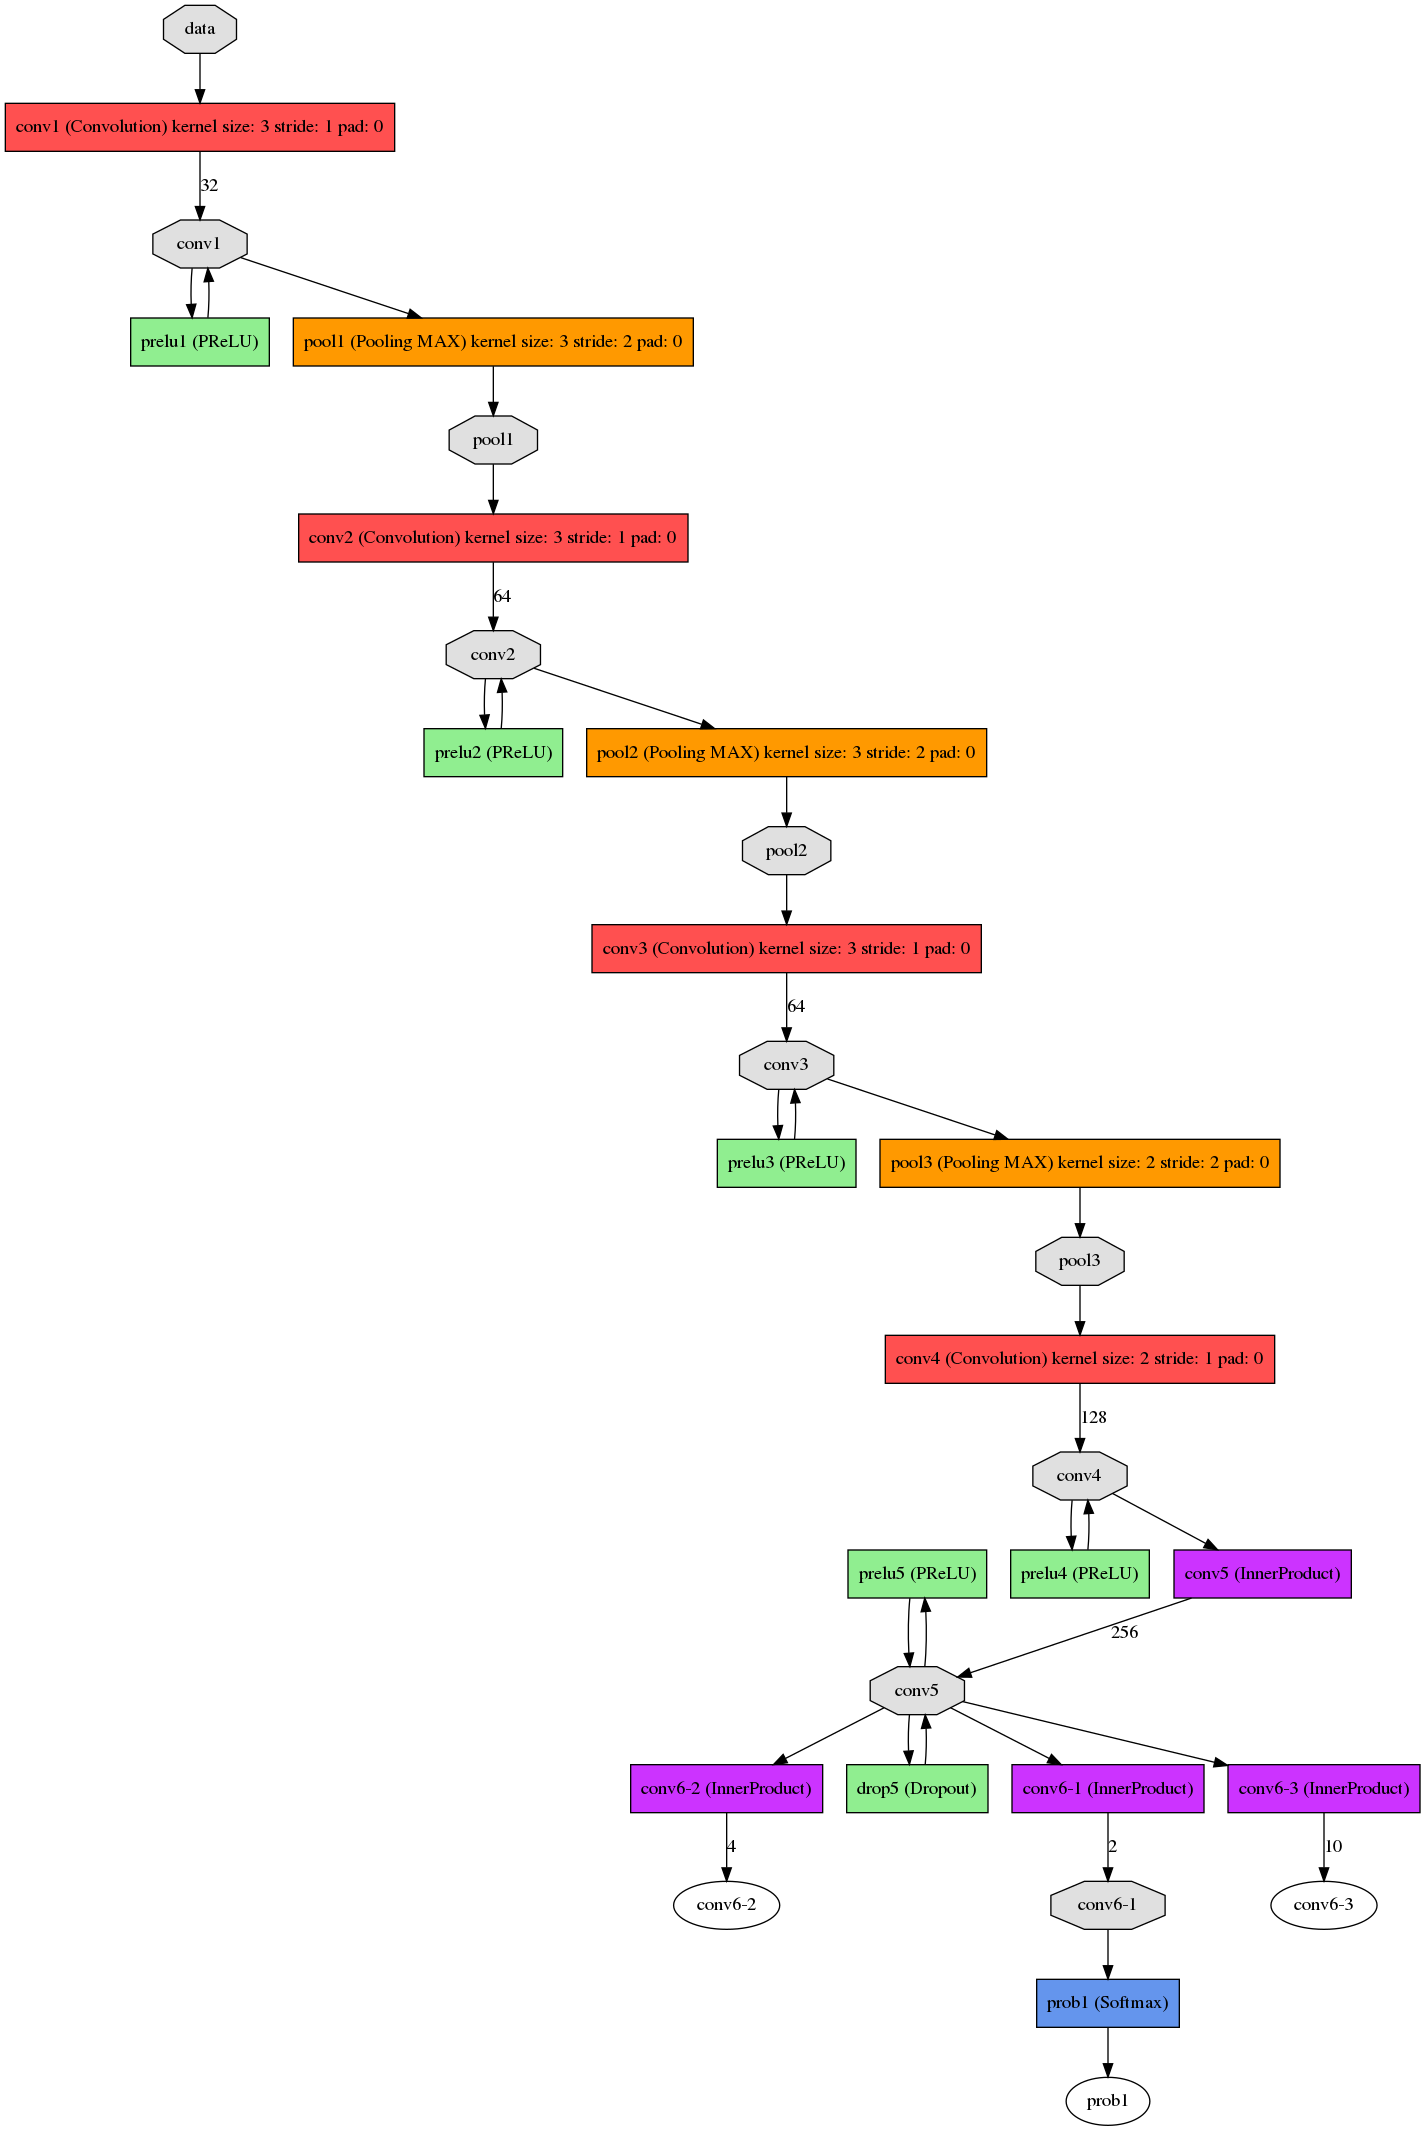 data
conv1 (Convolution) kernel size: 3 stride: 1 pad: 0
32
conv1
prelu1 (PReLU)
pool1 (Pooling MAX) kernel size: 3 stride: 2 pad: 0
pool1
conv2 (Convolution) kernel size: 3 stride: 1 pad: 0
64
conv2
prelu2 (PReLU)
pool2 (Pooling MAX) kernel size: 3 stride: 2 pad: 0
pool2
conv3 (Convolution) kernel size: 3 stride: 1 pad: 0
64
conv3
prelu3 (PReLU)
pool3 (Pooling MAX) kernel size: 2 stride: 2 pad: 0
pool3
conv4 (Convolution) kernel size: 2 stride: 1 pad: 0
128
conv4
prelu5 (PReLU)
prelu4 (PReLU)
conv5 (InnerProduct)
256
conv5
conv6-2 (InnerProduct)
drop5 (Dropout)
conv6-1 (InnerProduct)
conv6-3 (InnerProduct)
4
2
10
conv6-2
conv6-1
conv6-3
prob1 (Softmax)
prob1